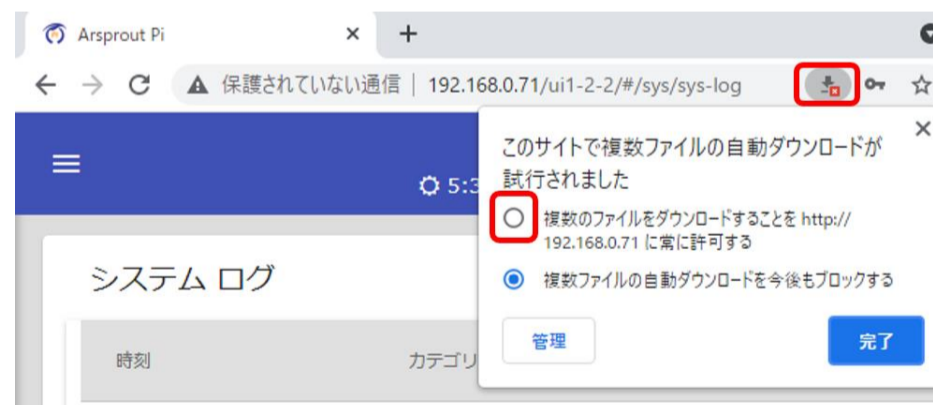 Arsprout Pi
保護されていない通信 | 192.168.0.71/ui1-2-2/#/sys/sys-log
このサイトで複数ファイルの自動ダウンロードが
試行されました
5:3
複数のファイルをダウンロードすることを http://
192.168.0.71 に常に許可する
システム ログ
複数ファイルの自動ダウンロードを今後もブロックする
管理
完了
時刻
カテゴリ